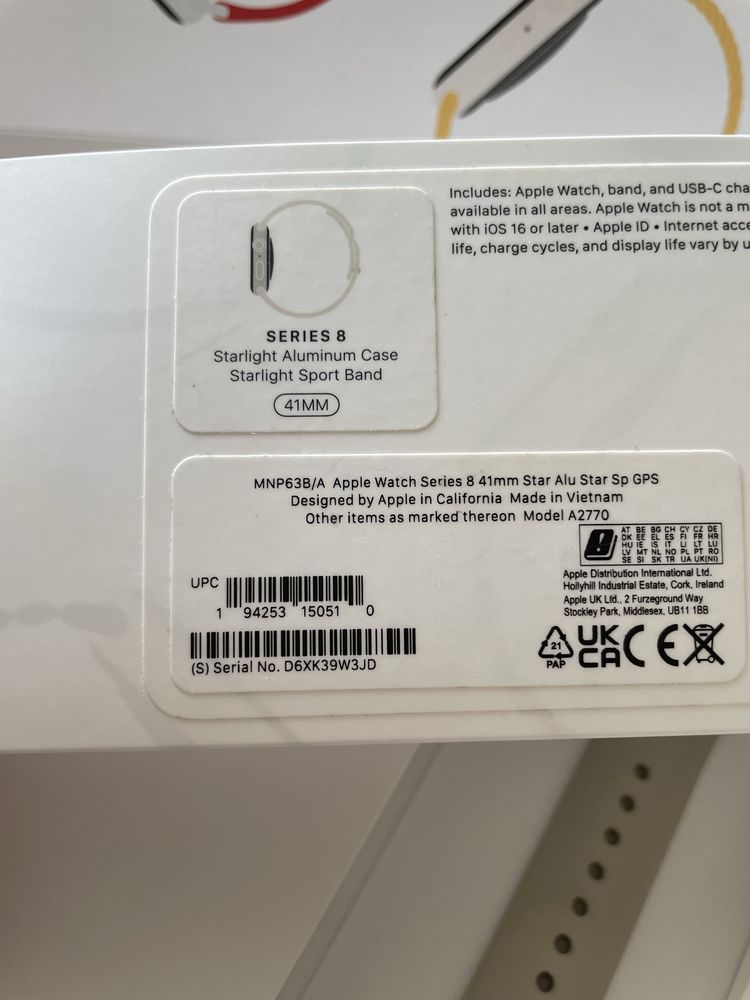 Includes: Apple Watch, band, and USB-C cha
available in all areas. Apple Watch is not a m
with iOS 16 or later • Apple ID • Internet acce
life, charge cycles, and display life vary by u
SERIES 8
Starlight Aluminum Case
Starlight Sport Band
41MM
MNP63B/A Apple Watch Series 8 41mm Star Alu Star Sp GPS
Designed by Apple in California Made in Vietnam
Other items as marked thereon Model A2770
AT BE BG CH CY CZ DE
DK EE EL ES FI FR HR
HU IE IS IT LI LT LU
LV MT NL NO PL PT RO
SE SI SK TR UA UK(NI)
Apple Distribution International Ltd.
Hollyhill Industrial Estate, Cork, Ireland
Apple UK Ltd., 2 Furzeground Way
Stockley Park, Middlesex, UB11 1BB
UPC
1 94253 15051 0
(S) Serial No. D6XK39W3JD
21
PAP
UK
CA
CE